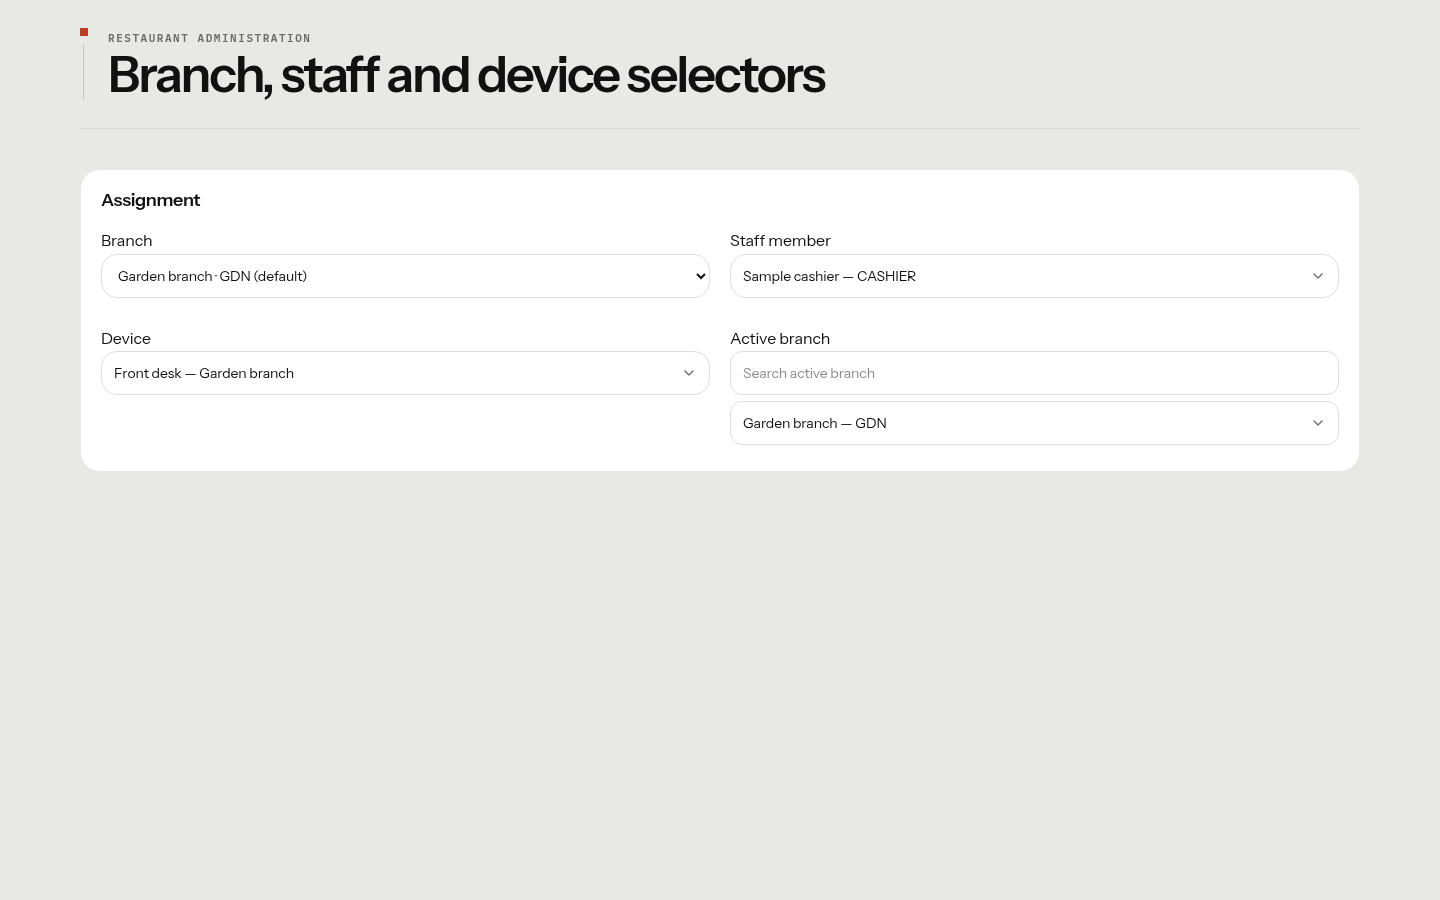 RESTAURANT ADMINISTRATION
Branch, staff and device selectors
Assignment
Branch
Garden branch · GDN (default)
Staff member
Sample cashier — CASHIER
Device
Front desk — Garden branch
Active branch
Search active branch
Garden branch — GDN